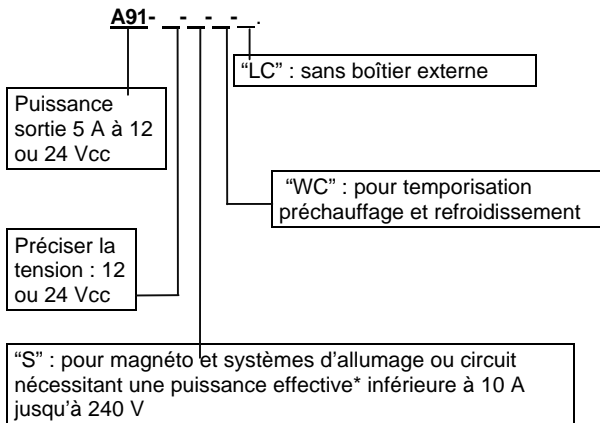 A91- _ - _ - _ - _.
“LC” : sans boîtier externe
Puissance
sortie 5 A à 12
ou 24 Vcc
“WC” : pour temporisation
préchauffage et refroidissement
Préciser la
tension : 12
ou 24 Vcc
“S” : pour magnéto et systèmes d’allumage ou circuit
nécessitant une puissance effective* inférieure à 10 A
jusqu’à 240 V